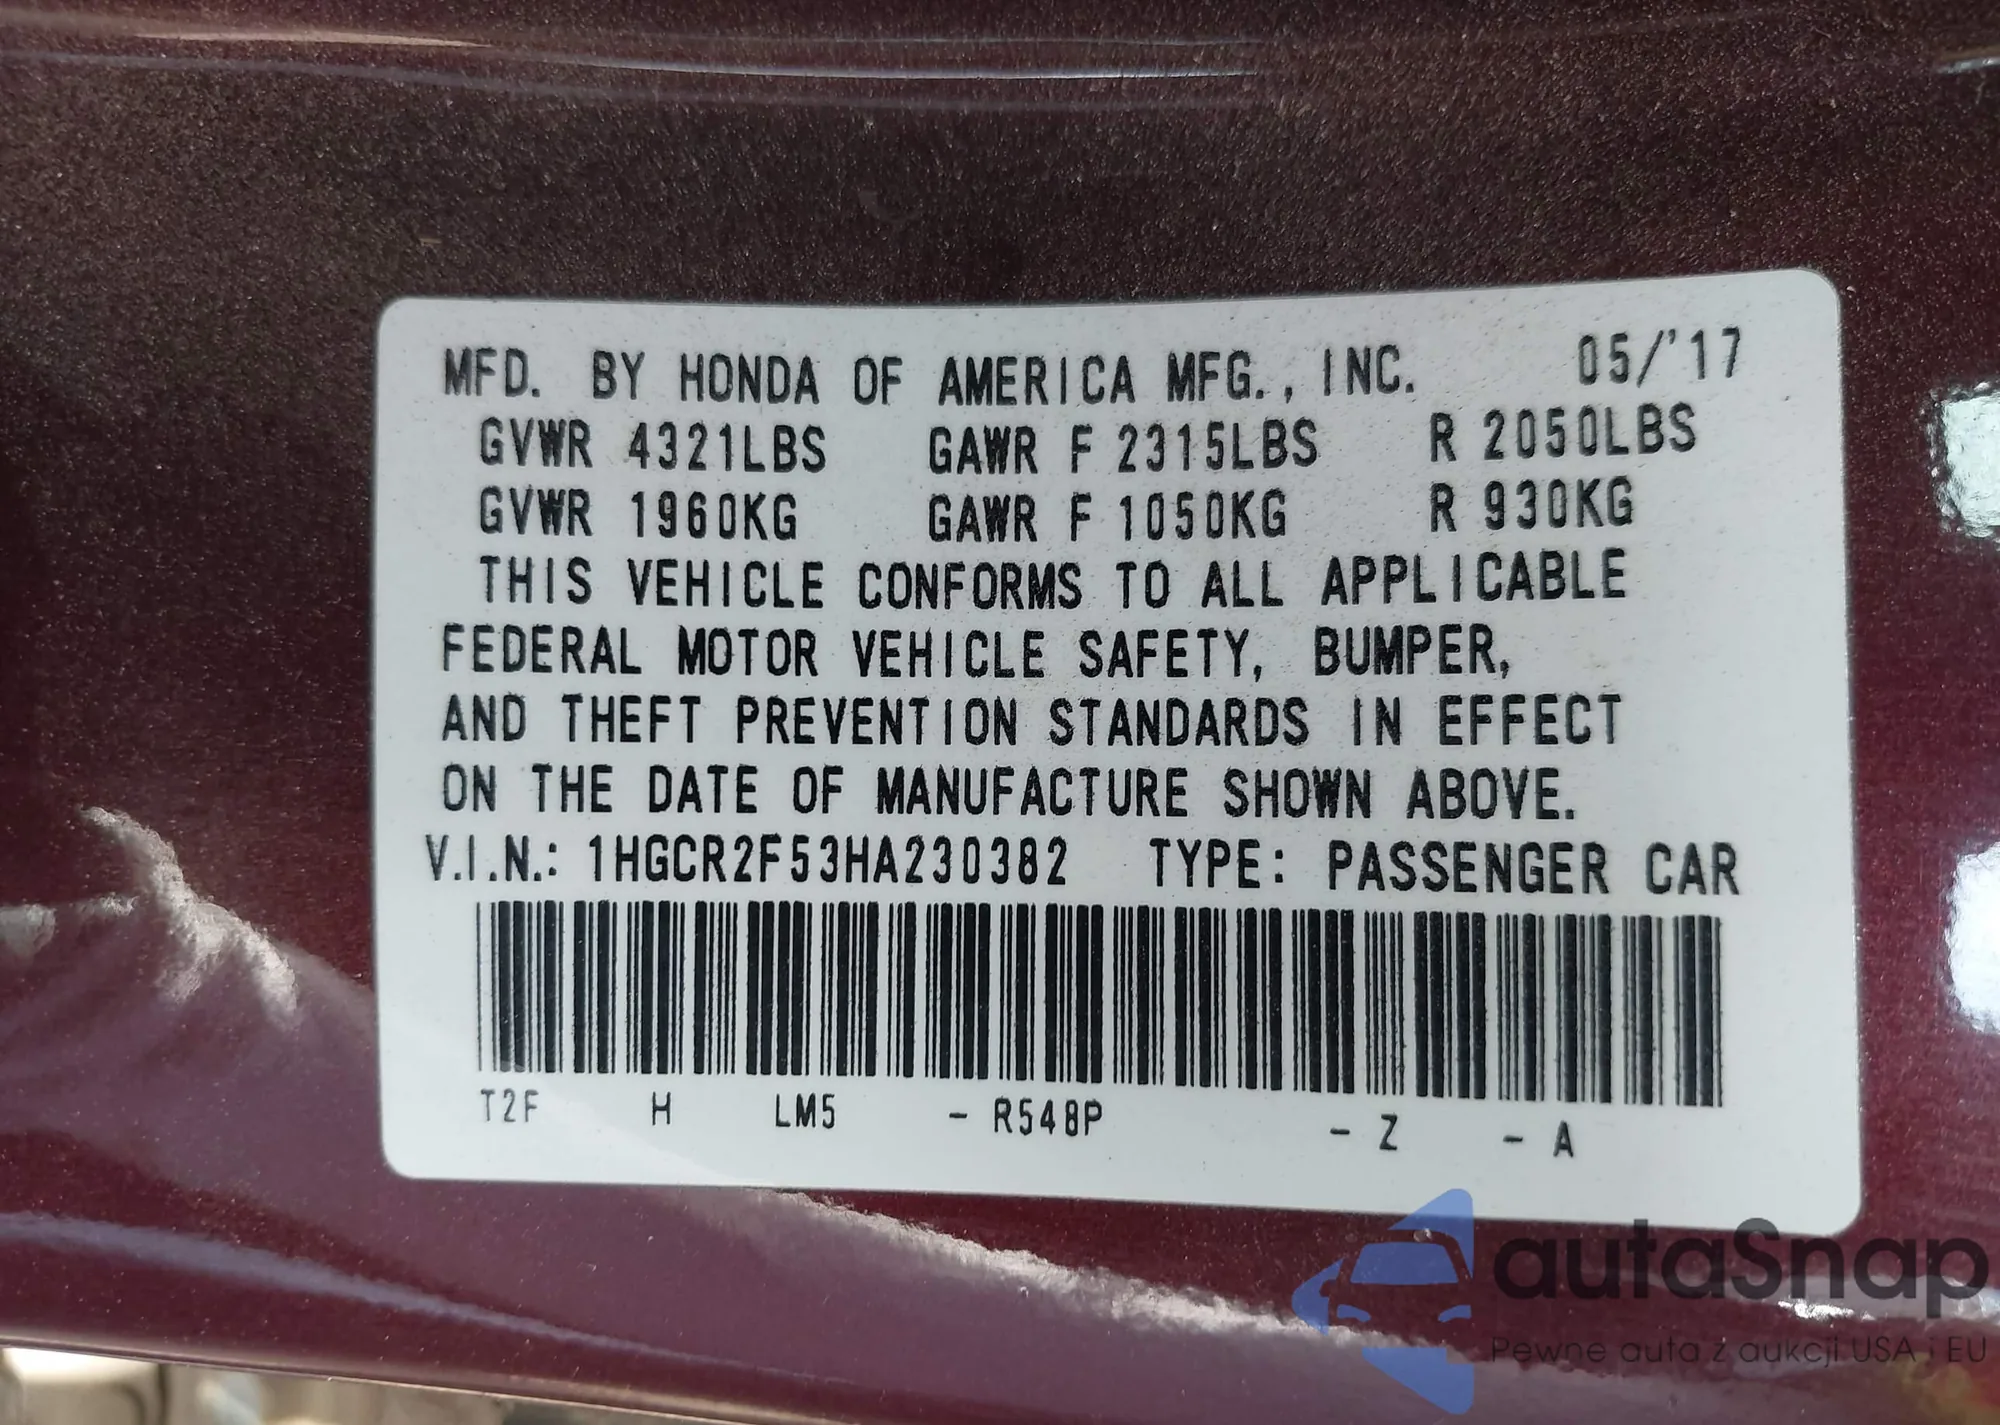 MFD. BY HONDA OF AMERICA MFG., INC. 05/'17
GVWR 4321LBS GAWR F 2315LBS R 2050LBS
GVWR 1960KG GAWR F 1050KG R 930KG
THIS VEHICLE CONFORMS TO ALL APPLICABLE
FEDERAL MOTOR VEHICLE SAFETY, BUMPER,
AND THEFT PREVENTION STANDARDS IN EFFECT
ON THE DATE OF MANUFACTURE SHOWN ABOVE.
V.I.N.: 1HGCR2F53HA230382 TYPE: PASSENGER CAR
T2F H LM5 - R548P - Z - A
autaSnap
Pewne auta z aukcji USA i EU